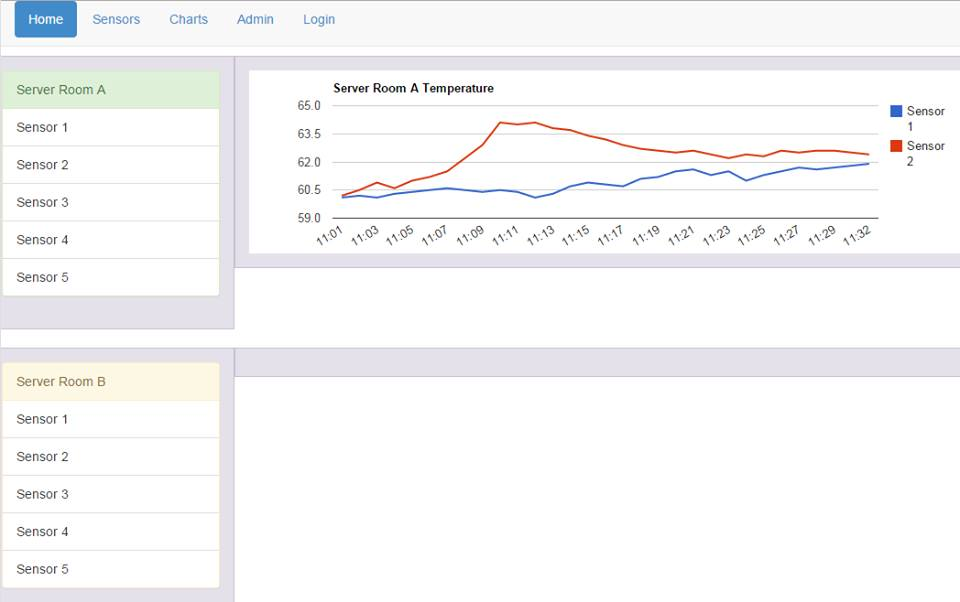 Home Sensors Charts Admin Login
Server Room A
Sensor 1
Sensor 2
Sensor 3
Sensor 4
Sensor 5
Server Room A Temperature
65.0
63.5
62.0
60.5
59.0
11:01 11:03 11:05 11:07 11:09 11:11 11:13 11:15 11:17 11:19 11:21 11:23 11:25 11:27 11:29 11:32
Sensor
1
Sensor
2
Server Room B
Sensor 1
Sensor 2
Sensor 3
Sensor 4
Sensor 5